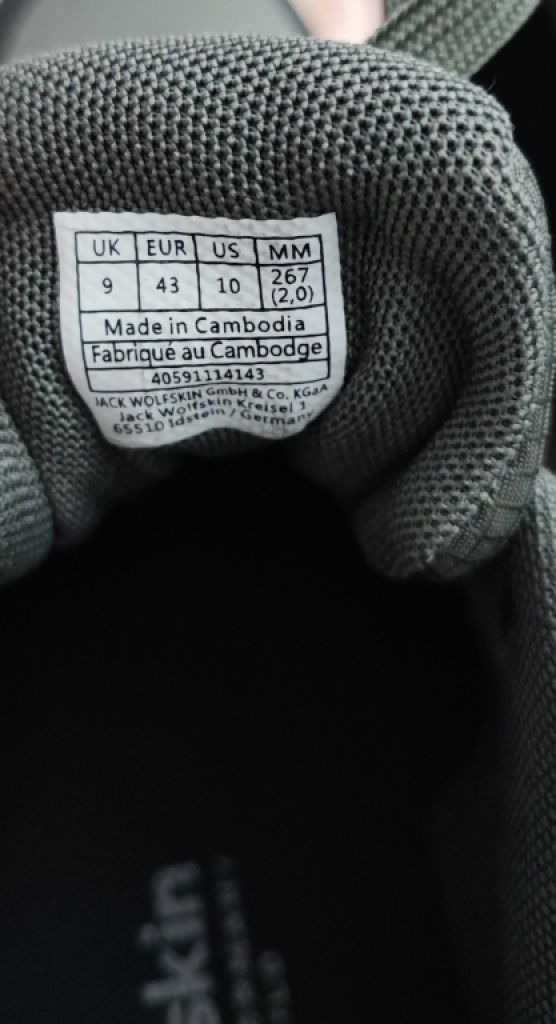 UK EUR US MM
9 43 10 267 (2,0)
Made in Cambodia
Fabriqué au Cambodge
40591114143
JACK WOLFSKIN GmbH & Co. KGaA
Jack Wolfskin Kreisel 1
65510 Idstein / Germany
skin